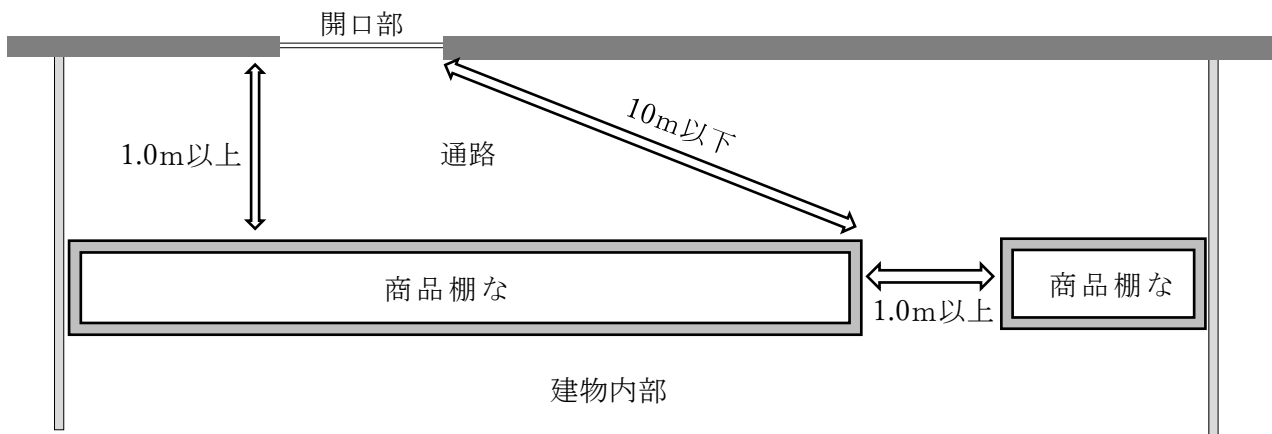 開口部
10m以下
1.0m以上
通路
商品棚な
商品棚な
1.0m以上
建物内部